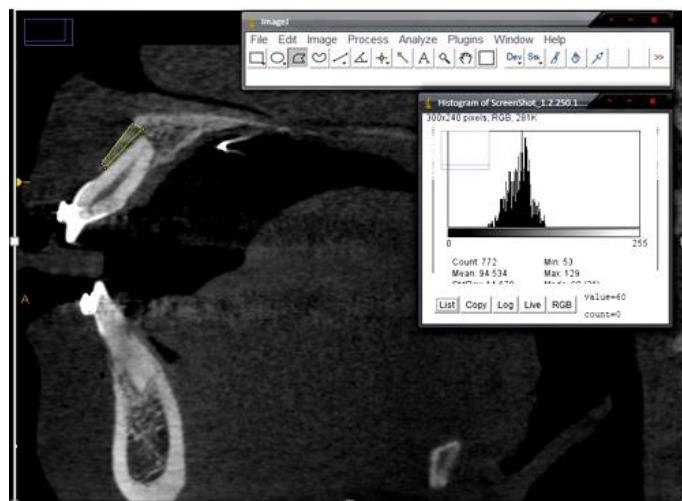 ImageJ
File Edit Image Process Analyze Plugins Window Help
A Dev Stk >>
Histogram of ScreenShot_1.2.250.1....
300x240 pixels, RGB, 281K
0 255
Count: 772 Min: 53
Mean: 94.534 Max: 129
List Copy Log Live RGB
value=60
count=0
A